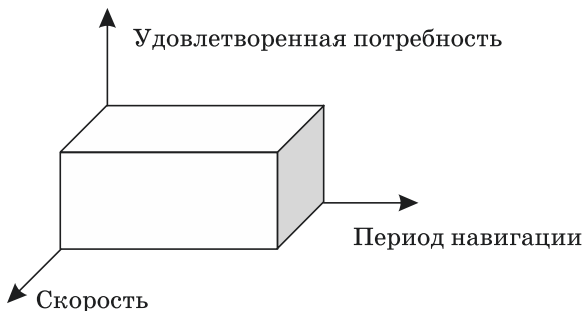 Удовлетворенная потребность
Период навигации
Скорость